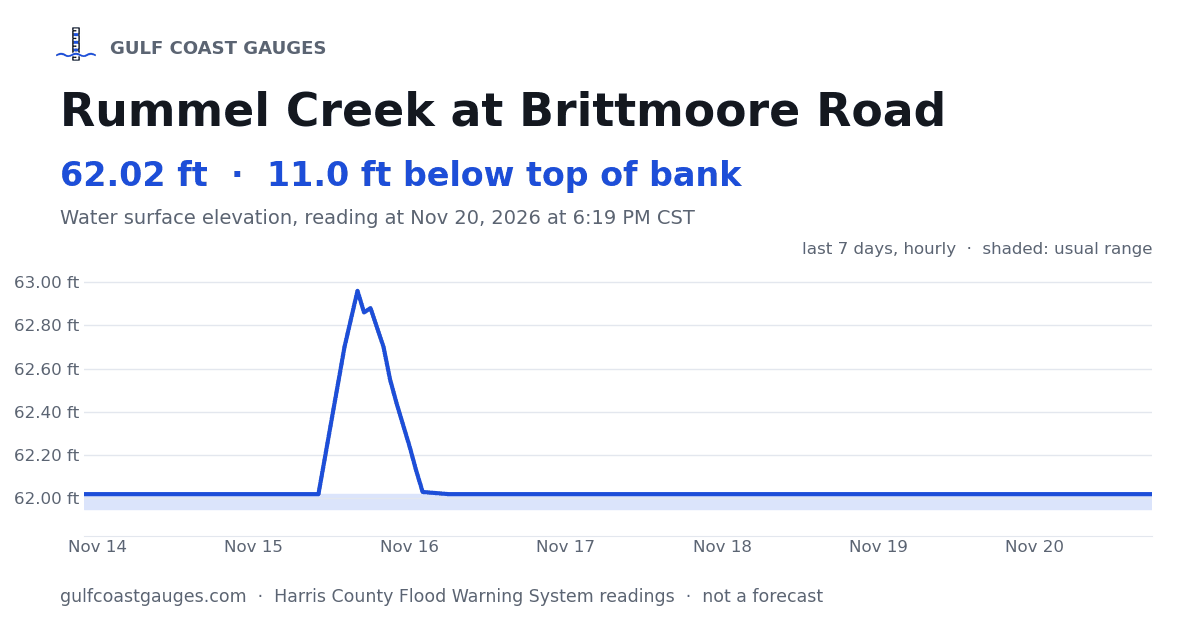 GULF COAST GAUGES
Rummel Creek at Brittmoore Road
62.02 ft · 11.0 ft below top of bank
Water surface elevation, reading at Nov 20, 2026 at 6:19 PM CST
last 7 days, hourly · shaded: usual range
63.00 ft
62.80 ft
62.60 ft
62.40 ft
62.20 ft
62.00 ft
Nov 14 Nov 15 Nov 16 Nov 17 Nov 18 Nov 19 Nov 20
gulfcoastgauges.com · Harris County Flood Warning System readings · not a forecast